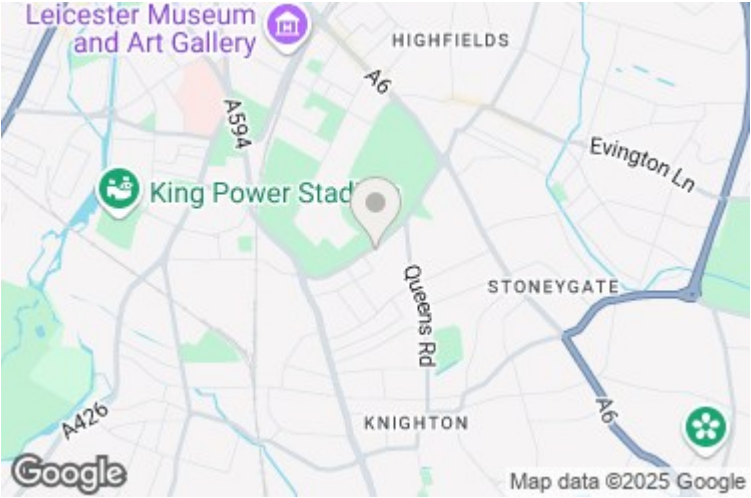 Leicester Museum
and Art Gallery
HIGHFIELDS
A6
A594
Evington Ln
King Power Stadium
Queens Rd
STONEYGATE
KNIGHTON
A426
A6
Google
Map data ©2025 Google